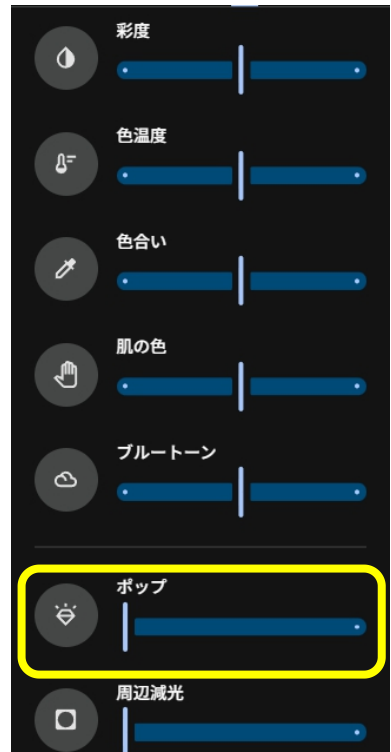 彩度
色温度
色合い
肌の色
ブルートーン
ポップ
周辺減光